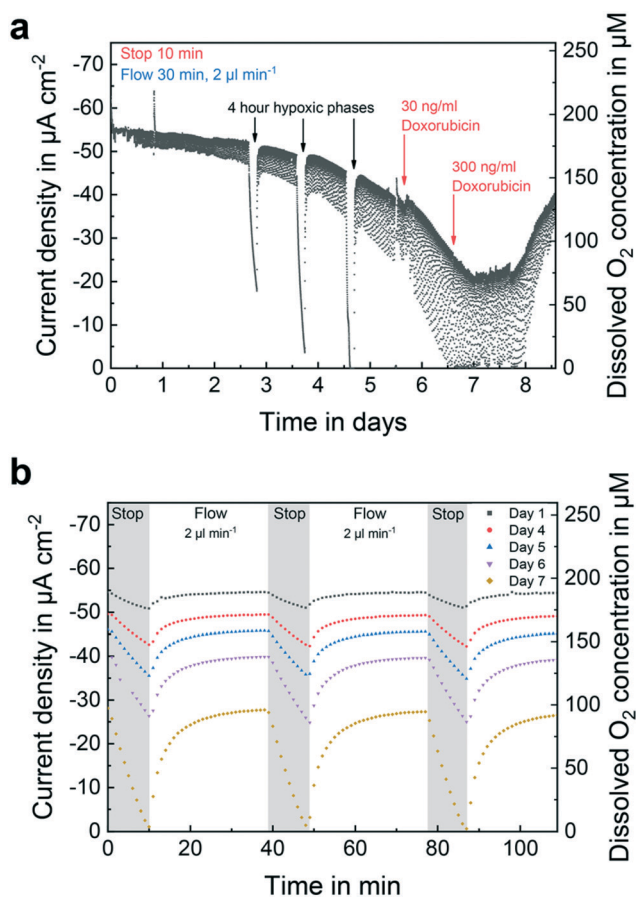 a
Stop 10 min
Flow 30 min, 2 µl min⁻¹
4 hour hypoxic phases
30 ng/ml
Doxorubicin
300 ng/ml
Doxorubicin
Current density in µA cm⁻²
-70
-60
-50
-40
-30
-20
-10
0
Dissolved O₂ concentration in µM
250
200
150
100
50
0
0 1 2 3 4 5 6 7 8
Time in days
b
Stop Flow Stop Flow Stop
2 µl min⁻¹ 2 µl min⁻¹
Day 1
Day 4
Day 5
Day 6
Day 7
Current density in µA cm⁻²
-70
-60
-50
-40
-30
-20
-10
0
Dissolved O₂ concentration in µM
250
200
150
100
50
0
0 20 40 60 80 100
Time in min